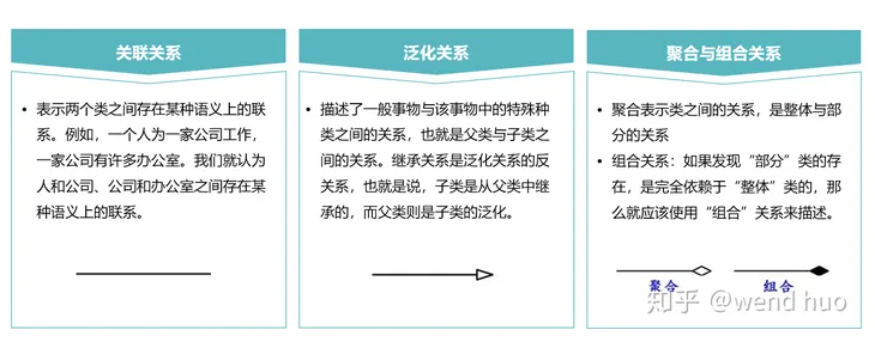 关联关系
• 表示两个类之间存在某种语义上的联
系。例如，一个人为一家公司工作，
一家公司有许多办公室。我们就认为
人和公司、公司和办公室之间存在某
种语义上的联系。
泛化关系
• 描述了一般事物与该事物中的特殊种
类之间的关系，也就是父类与子类之
间的关系。继承关系是泛化关系的反
关系，也就是说，子类是从父类中继
承的，而父类则是子类的泛化。
聚合与组合关系
• 聚合表示类之间的关系，是整体与部
分的关系
• 组合关系：如果发现“部分”类的存
在，是完全依赖于“整体”类的，那
么就应该使用“组合”关系来描述。
聚合 组合
知乎 @wend huo